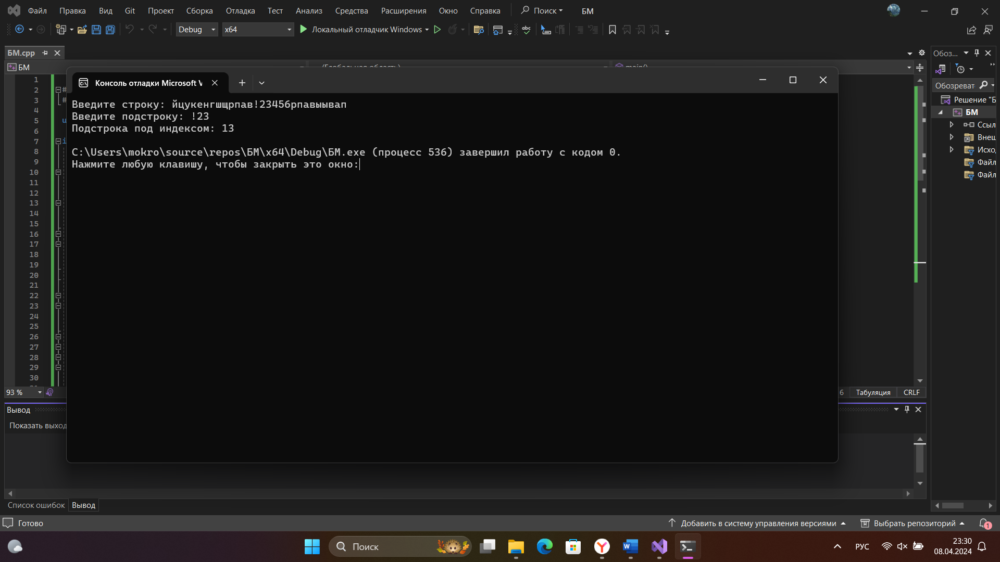 Файл Правка Вид Git Проект Сборка Отладка Тест Анализ Средства Расширения Окно Справка Поиск БМ
Debug x64 Локальный отладчик Windows
БМ.cpp
БМ (Глобальная область) main()
Консоль отладки Microsoft V
Введите строку: йцукенгшщрпав!23456рпавыывап
Введите подстроку: !23
Подстрока под индексом: 13
C:\Users\mokro\source\repos\БМ\x64\Debug\БМ.exe (процесс 536) завершил работу с кодом 0.
Нажмите любую клавишу, чтобы закрыть это окно:
1
2 #
3 #
4
5 u
6
7 i
8
9
10
11
12
13
14
15
16
17
18
19
20
21
22
23
24
25
26
27
28
29
30
93 %
6 Табуляция CRLF
Вывод
Показать выход
Список ошибок Вывод
Обоз...
Обозреват
Решение "Б
БМ
Ссыл
Внеш
Исхо
Файл
Файл
Готово Добавить в систему управления версиями Выбрать репозиторий 1
Поиск
РУС
23:30
08.04.2024